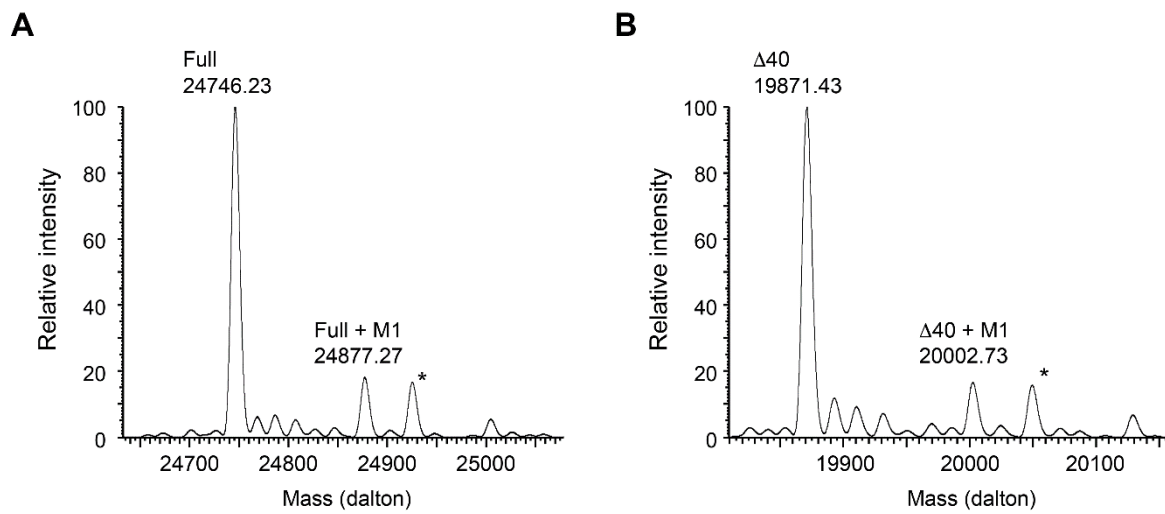 A
Full
24746.23
100
80
60
40
20
0
Relative intensity
Full + M1
24877.27
*
24700
24800
24900
25000
Mass (dalton)
B
Δ40
19871.43
100
80
60
40
20
0
Relative intensity
Δ40 + M1
20002.73
*
19900
20000
20100
Mass (dalton)